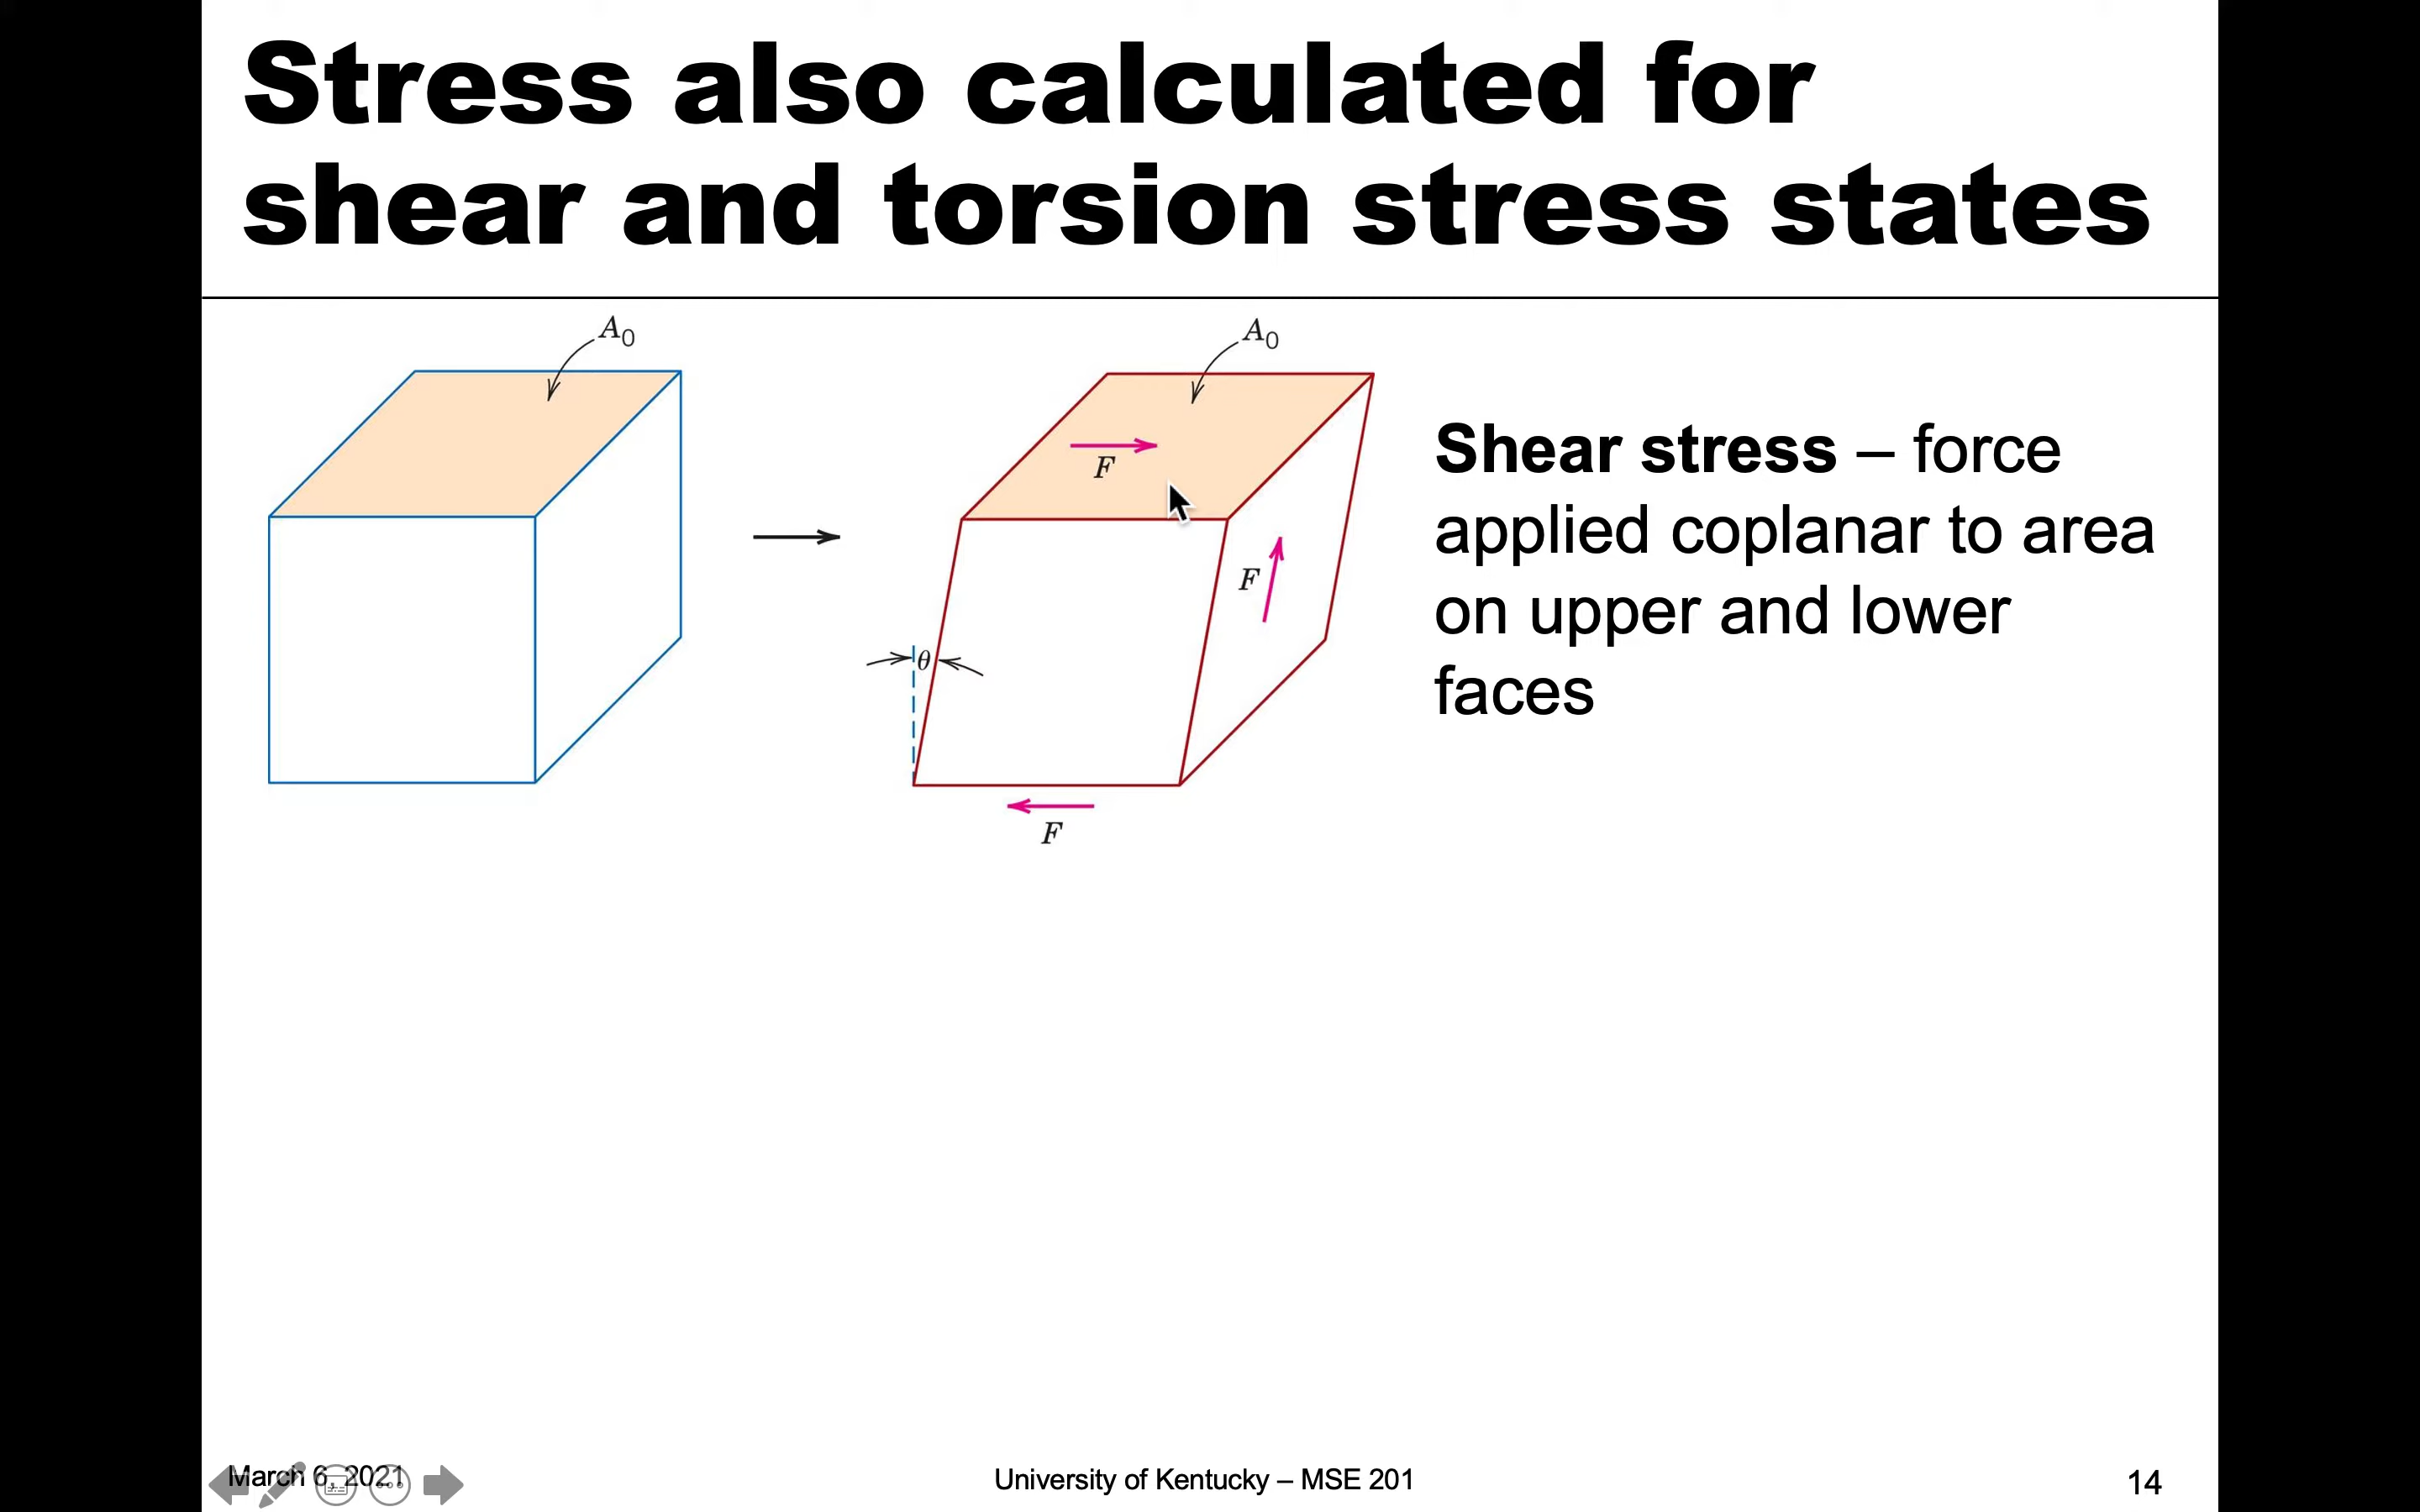 Stress also calculated for
shear and torsion stress states
A0
A0
F
F
θ
F
Shear stress – force
applied coplanar to area
on upper and lower
faces
March 6, 2021
University of Kentucky – MSE 201
14